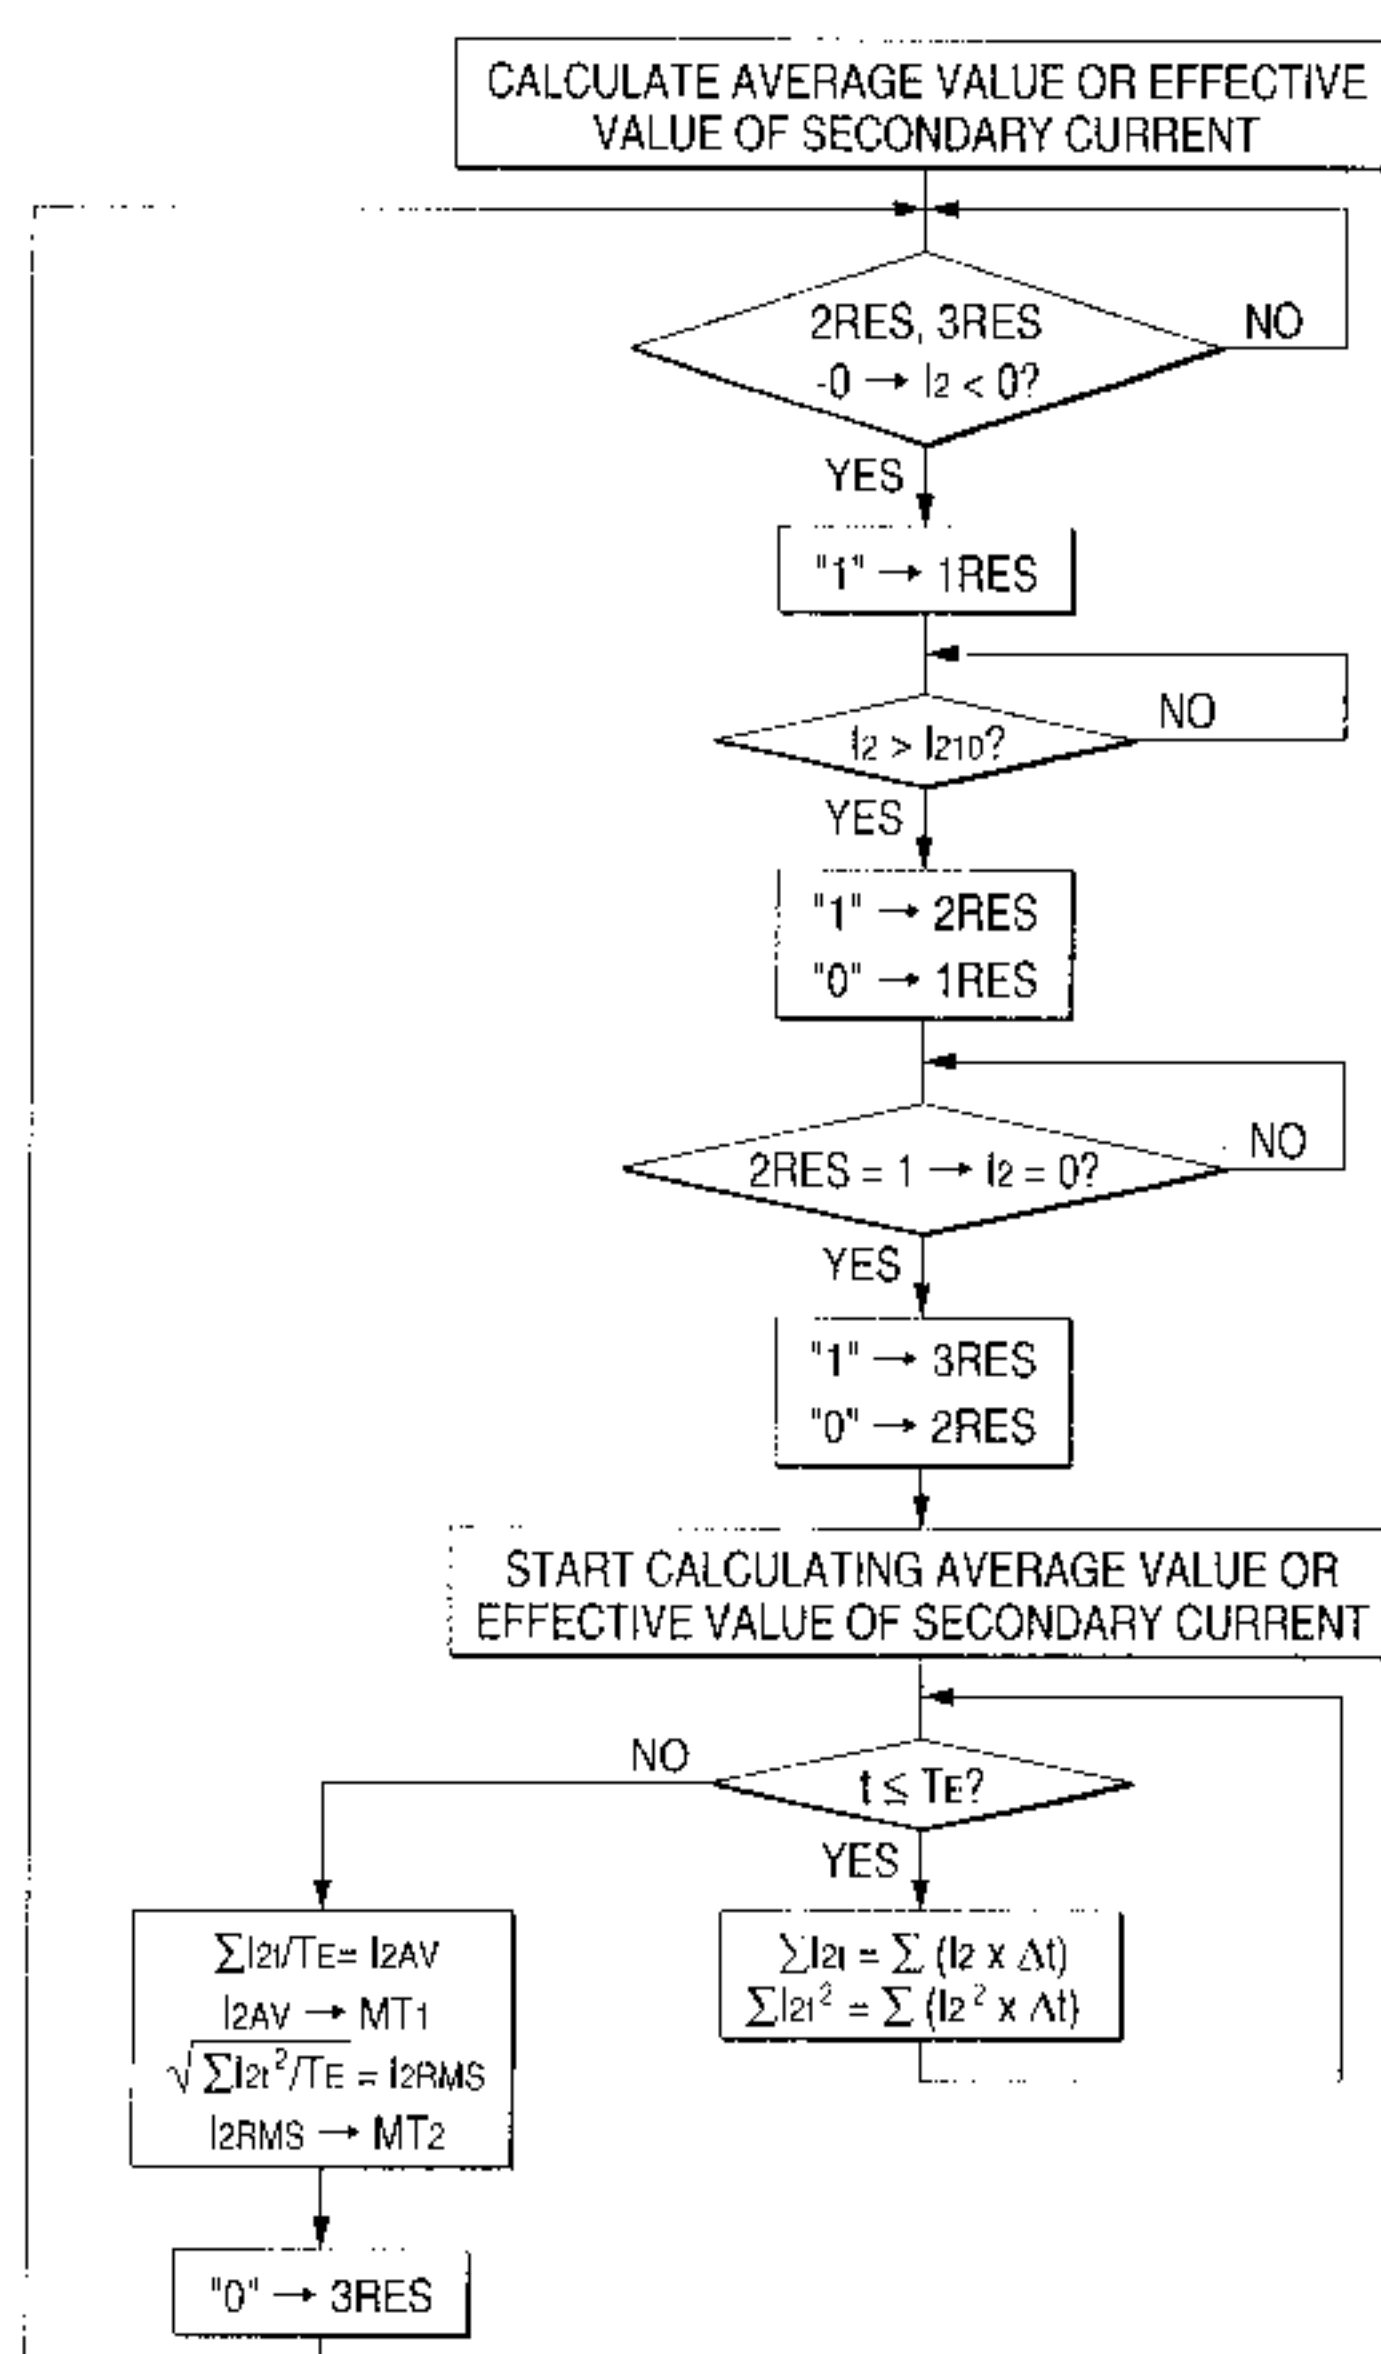 CALCULATE AVERAGE VALUE OR EFFECTIVE
VALUE OF SECONDARY CURRENT
2RES, 3RES
-0 → I2 < 0?
NO
YES
"1" → 1RES
I2 > I210?
NO
YES
"1" → 2RES
"0" → 1RES
2RES = 1 → I2 = 0?
NO
YES
"1" → 3RES
"0" → 2RES
START CALCULATING AVERAGE VALUE OR
EFFECTIVE VALUE OF SECONDARY CURRENT
NO
t ≦ TE?
YES
∑I2t/TE= I2AV
I2AV → MT1
√∑I2t²/TE = I2RMS
I2RMS → MT2
∑I2t = ∑ (I2 x Δt)
∑I2t² = ∑ (I2² x Δt)
"0" → 3RES